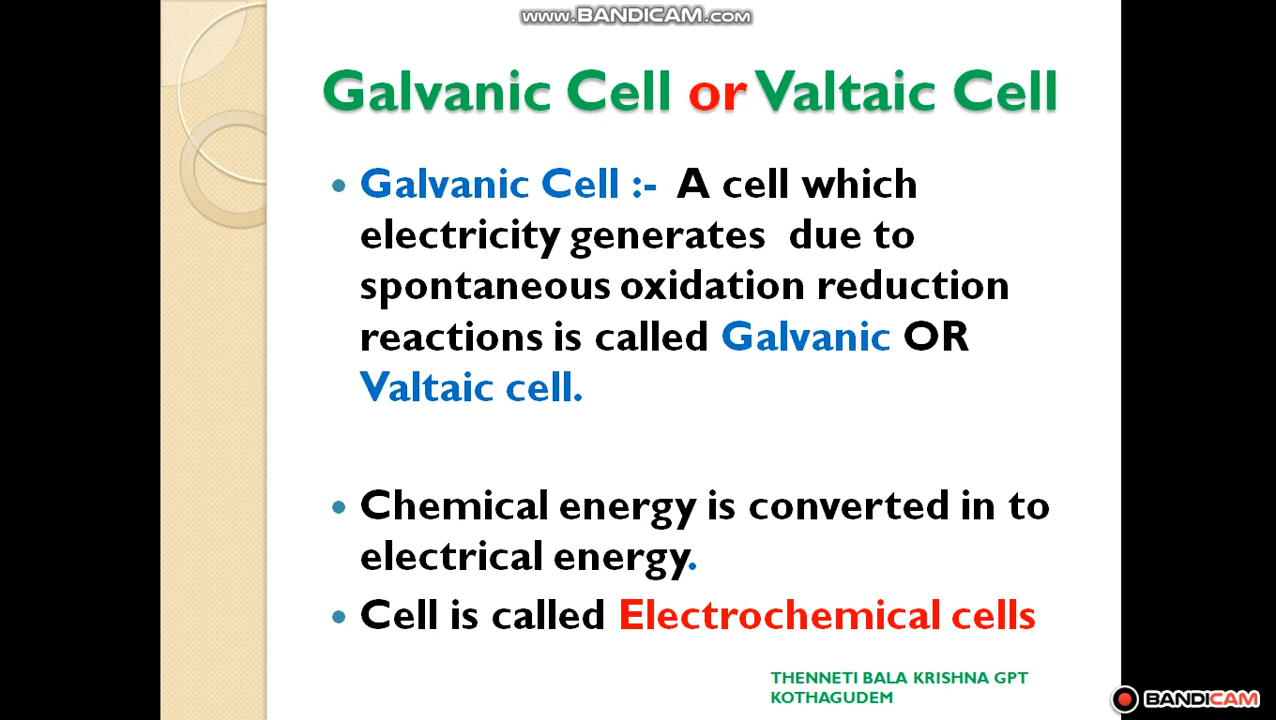 www.BANDICAM.com
Galvanic Cell or Valtaic Cell
• Galvanic Cell :- A cell which
electricity generates due to
spontaneous oxidation reduction
reactions is called Galvanic OR
Valtaic cell.
• Chemical energy is converted in to
electrical energy.
• Cell is called Electrochemical cells
THENNETI BALA KRISHNA GPT
KOTHAGUDEM
BANDICAM